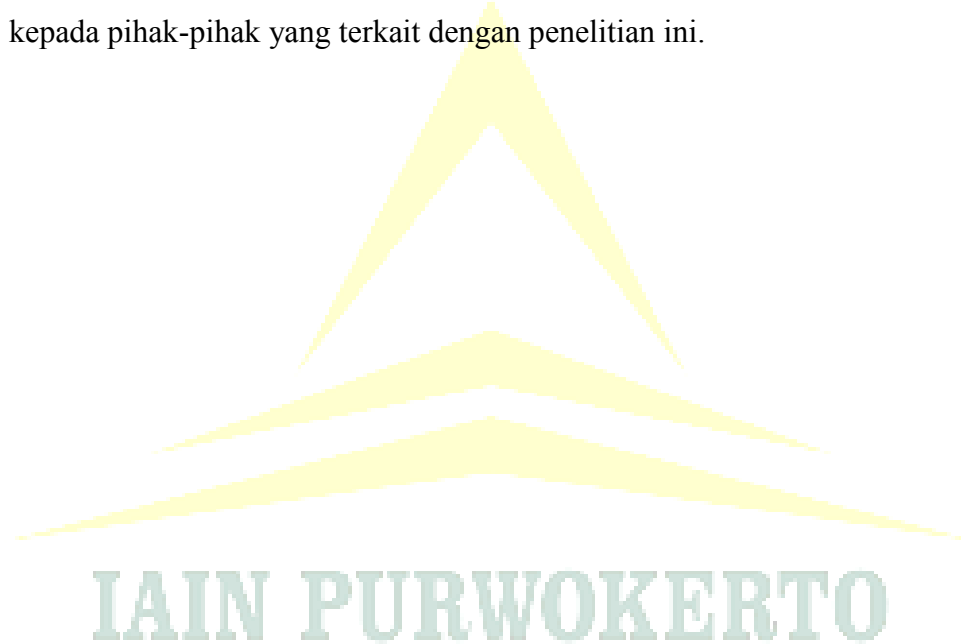 kepada pihak-pihak yang terkait dengan penelitian ini.
IAIN PURWOKERTO